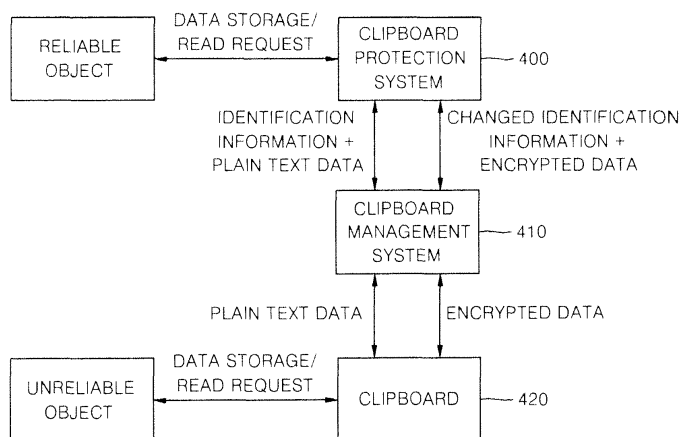 DATA STORAGE/
READ REQUEST
RELIABLE
OBJECT
CLIPBOARD
PROTECTION
SYSTEM
400
IDENTIFICATION
INFORMATION +
PLAIN TEXT DATA
CHANGED IDENTIFICATION
INFORMATION +
ENCRYPTED DATA
CLIPBOARD
MANAGEMENT
SYSTEM
410
PLAIN TEXT DATA
ENCRYPTED DATA
DATA STORAGE/
READ REQUEST
UNRELIABLE
OBJECT
CLIPBOARD
420